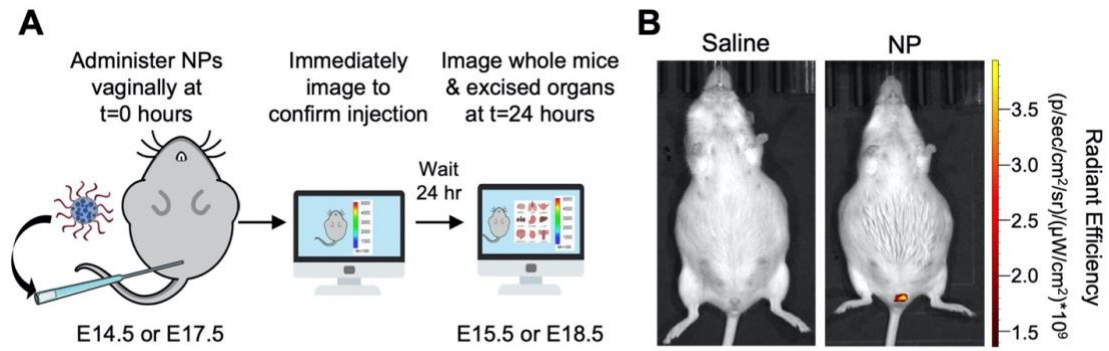 A
Administer NPs
vaginally at
t=0 hours
Immediately
image to
confirm injection
Image whole mice
& excised organs
at t=24 hours
Wait
24 hr
E14.5 or E17.5
E15.5 or E18.5
B
Saline
NP
3.5
3.0
2.5
2.0
1.5
Radiant Efficiency
(p/sec/cm²/sr)/(µW/cm²)*10⁹